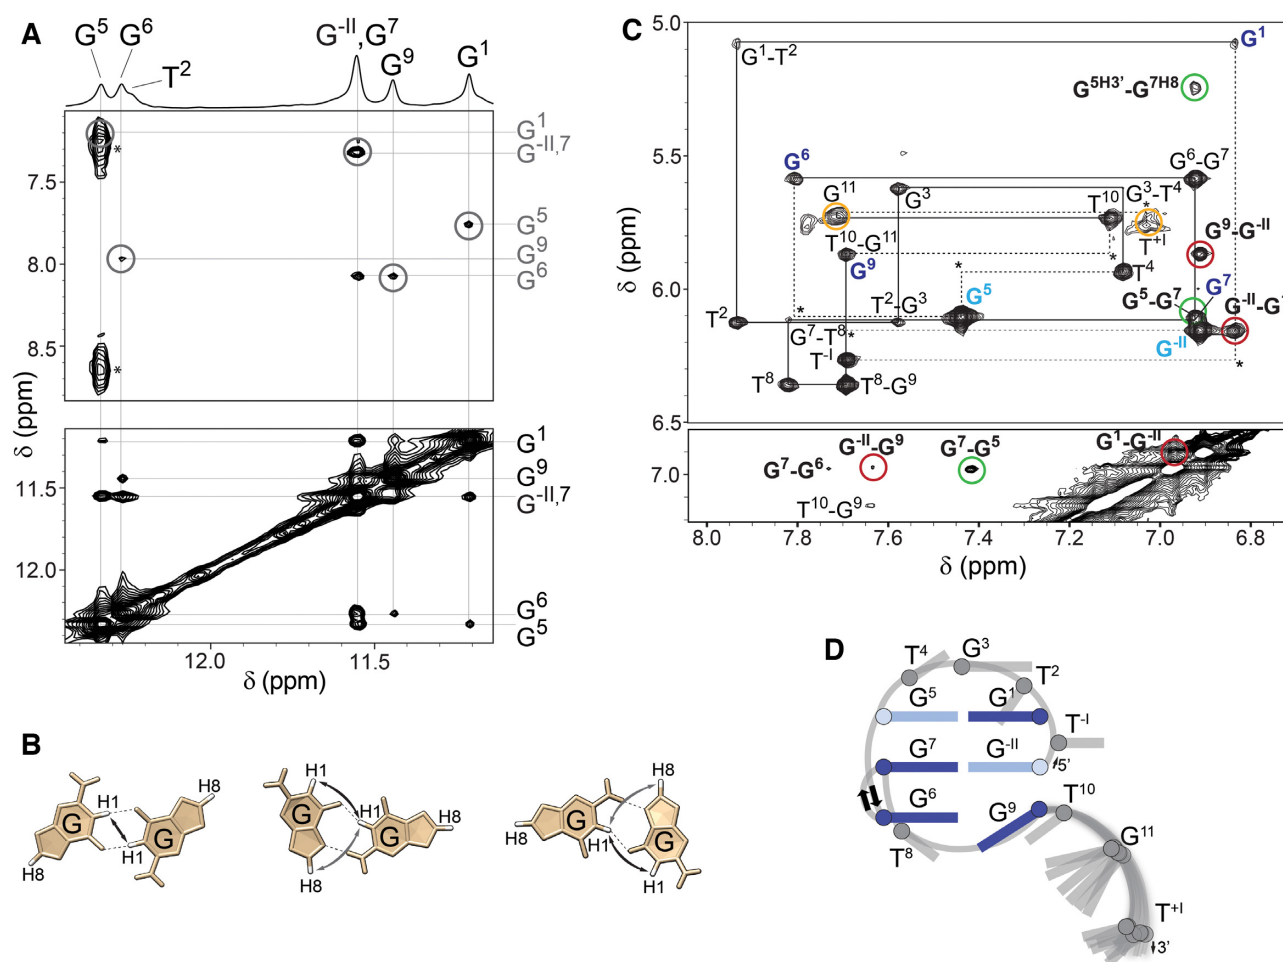 A
G⁵ G⁶
T²
G⁻ᴵᴵ,G⁷
G⁹
G¹
G¹
G⁻ᴵᴵ,⁷
*
7.5
G⁵
G⁹
8.0
G⁶
8.5
*
δ (ppm)
G¹
G⁹
11.5
G⁻ᴵᴵ,⁷
12.0
G⁶
G⁵
12.0 11.5
δ (ppm)
B
H1 H8
G G
H1
H8
H1
G H1 G H8
H8
H8
H8 G
H1 G
H1
C
5.0
G¹-T²
G¹
G⁵ᴴ³'-G⁷ᴴ⁸
5.5
G⁶
G⁶-G⁷
G¹¹
G³
T¹⁰
G³-T⁴
*
T⁺ᴵ
G⁹-G⁻ᴵᴵ
T¹⁰-G¹¹
G⁹
*
* T⁴
6.0
G⁵
G⁵-G⁷ G⁷
T² * T²-G³
G⁻ᴵᴵ-G¹
G⁷-T⁸ *
G⁻ᴵᴵ
T⁻ᴵ
*
T⁸ T⁸-G⁹
6.5
δ (ppm)
G⁻ᴵᴵ-G⁹ G⁷-G⁵ G¹-G⁻ᴵᴵ
7.0 G⁷-G⁶
T¹⁰-G⁹
8.0 7.8 7.6 7.4 7.2 7.0 6.8
δ (ppm)
D
T⁴ G³
T²
G⁵ G¹
T⁻ᴵ
G⁷ G⁻ᴵᴵ
5'
G⁶ G⁹ T¹⁰
T⁸
G¹¹
T⁺ᴵ
3'